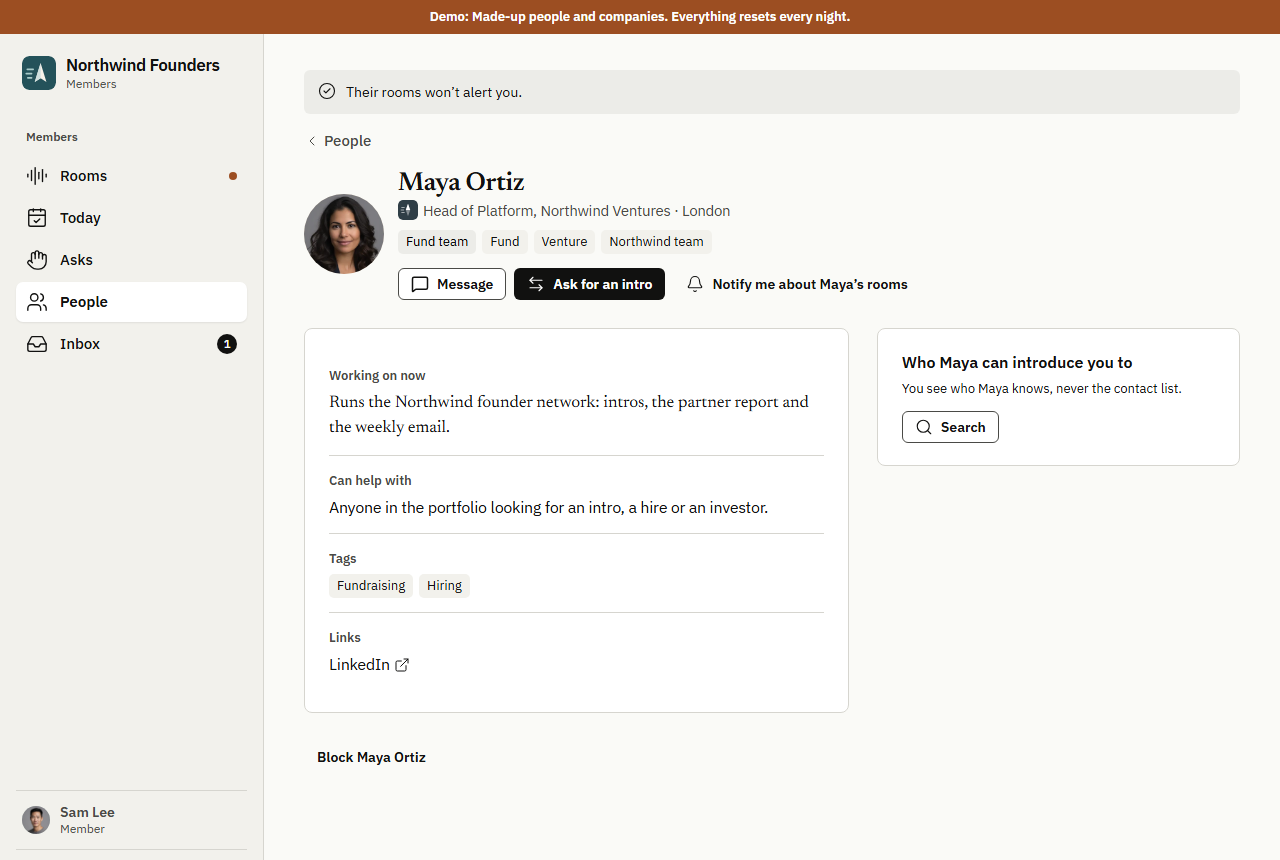 Demo: Made-up people and companies. Everything resets every night.
Northwind Founders
Members
Members
Rooms
Today
Asks
People
Inbox
1
Sam Lee
Member
Their rooms won’t alert you.
People
Maya Ortiz
Head of Platform, Northwind Ventures · London
Fund team
Fund
Venture
Northwind team
Message
Ask for an intro
Notify me about Maya’s rooms
Working on now
Runs the Northwind founder network: intros, the partner report and
the weekly email.
Can help with
Anyone in the portfolio looking for an intro, a hire or an investor.
Tags
Fundraising
Hiring
Links
LinkedIn
Block Maya Ortiz
Who Maya can introduce you to
You see who Maya knows, never the contact list.
Search